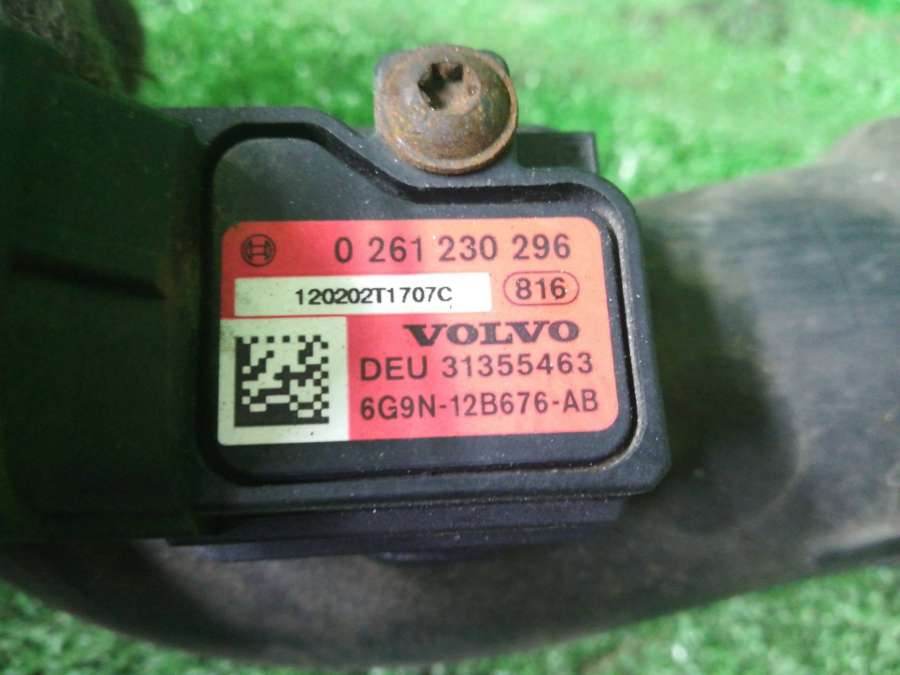 0 261 230 296
120202T1707C 816
VOLVO
DEU 31355463
6G9N-12B676-AB